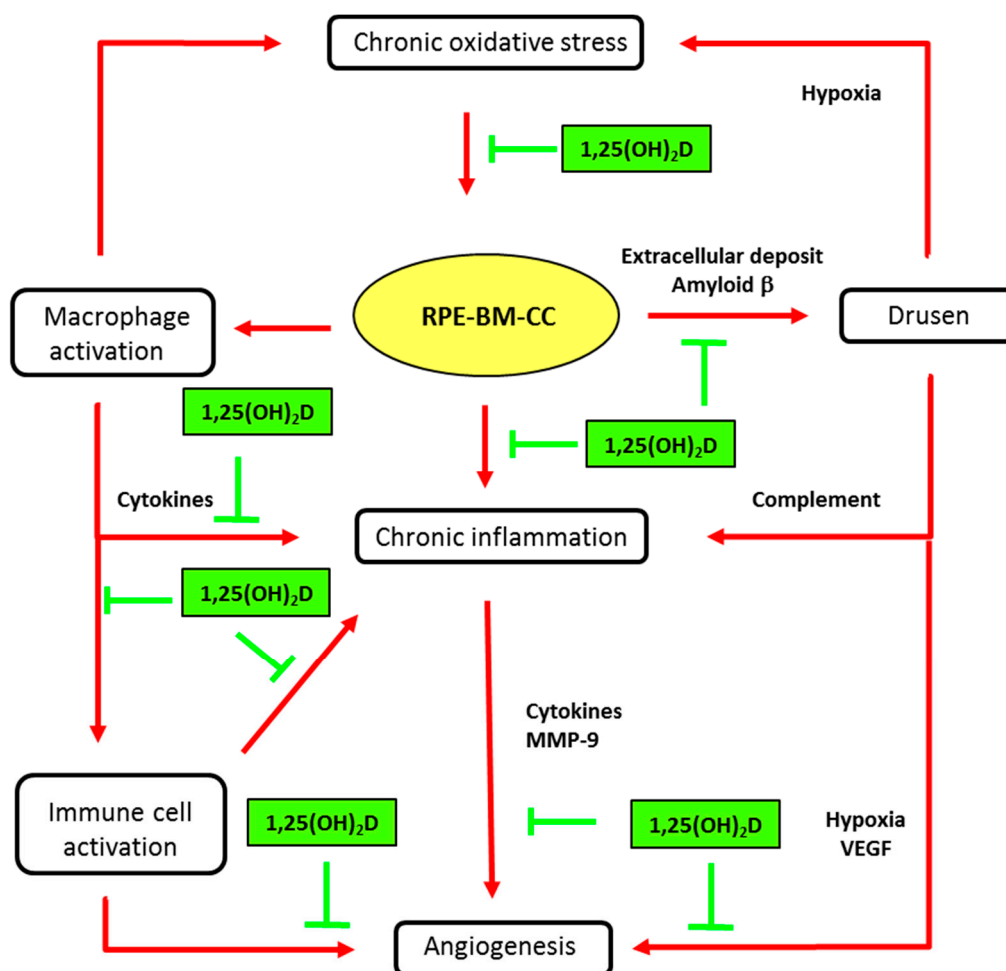 Chronic oxidative stress
Hypoxia
1,25(OH)₂D
Extracellular deposit
Amyloid β
Macrophage
activation
RPE-BM-CC
Drusen
1,25(OH)₂D
1,25(OH)₂D
Cytokines
Complement
Chronic inflammation
1,25(OH)₂D
Cytokines
MMP-9
Immune cell
activation
1,25(OH)₂D
1,25(OH)₂D
Hypoxia
VEGF
Angiogenesis